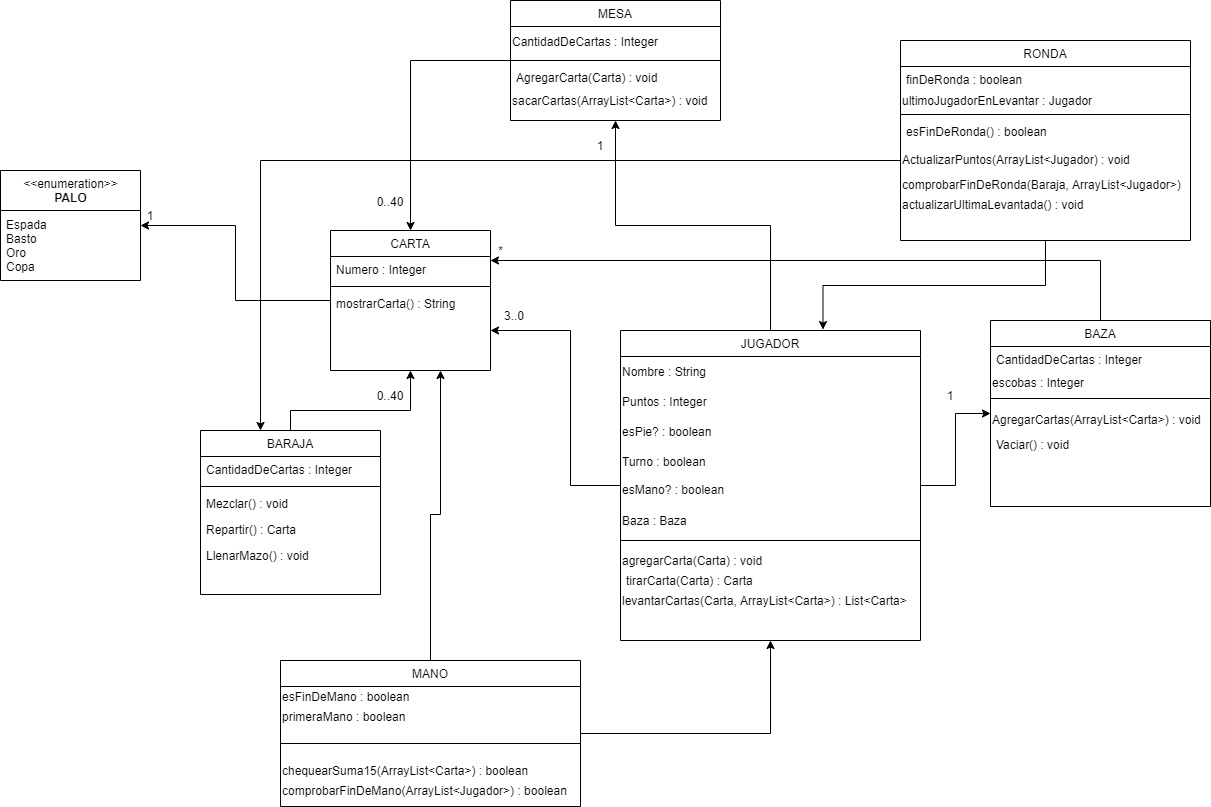 MESA
CantidadDeCartas : Integer
AgregarCarta(Carta) : void
sacarCartas(ArrayList<Carta>) : void
RONDA
finDeRonda : boolean
ultimoJugadorEnLevantar : Jugador
esFinDeRonda() : boolean
ActualizarPuntos(ArrayList<Jugador) : void
comprobarFinDeRonda(Baraja, ArrayList<Jugador>)
actualizarUltimaLevantada() : void
1
<<enumeration>>
PALO
Espada
Basto
Oro
Copa
1
0..40
CARTA
Numero : Integer
mostrarCarta() : String
*
3..0
0..40
JUGADOR
Nombre : String
Puntos : Integer
esPie? : boolean
Turno : boolean
esMano? : boolean
Baza : Baza
agregarCarta(Carta) : void
tirarCarta(Carta) : Carta
levantarCartas(Carta, ArrayList<Carta>) : List<Carta>
1
BAZA
CantidadDeCartas : Integer
escobas : Integer
AgregarCartas(ArrayList<Carta>) : void
Vaciar() : void
BARAJA
CantidadDeCartas : Integer
Mezclar() : void
Repartir() : Carta
LlenarMazo() : void
MANO
esFinDeMano : boolean
primeraMano : boolean
chequearSuma15(ArrayList<Carta>) : boolean
comprobarFinDeMano(ArrayList<Jugador>) : boolean